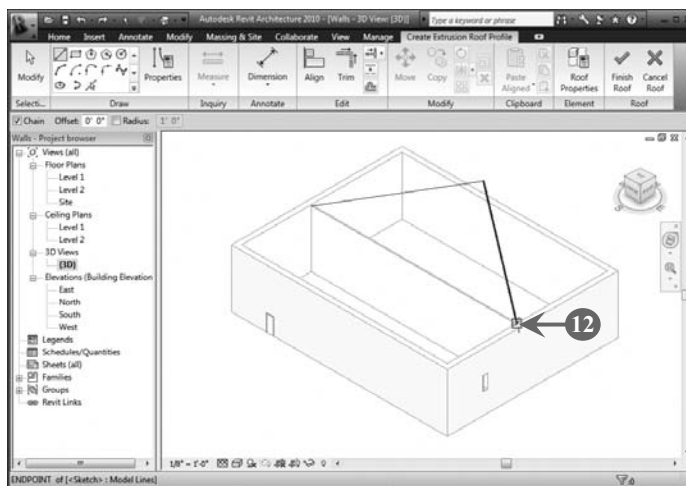 Autodesk Revit Architecture 2010 - [Walls - 3D View: {3D}]
Type a keyword or phrase
Home Insert Annotate Modify Massing & Site Collaborate View Manage Create Extrusion Roof Profile
Modify Properties Measure Dimension Align Trim Move Copy Paste Aligned Roof Properties Finish Roof Cancel Roof
Selecti... Draw Inquiry Annotate Edit Modify Clipboard Element Roof
Chain Offset: 0' 0" Radius: 1' 0"
Walls - Project browser
Views (all)
Floor Plans
Level 1
Level 2
Site
Ceiling Plans
Level 1
Level 2
3D Views
{3D}
Elevations (Building Elevation
East
North
South
West
Legends
Schedules/Quantities
Sheets (all)
Families
Groups
Revit Links
12
1/8" = 1'-0"
ENDPOINT of [<Sketch> : Model Lines]
:0